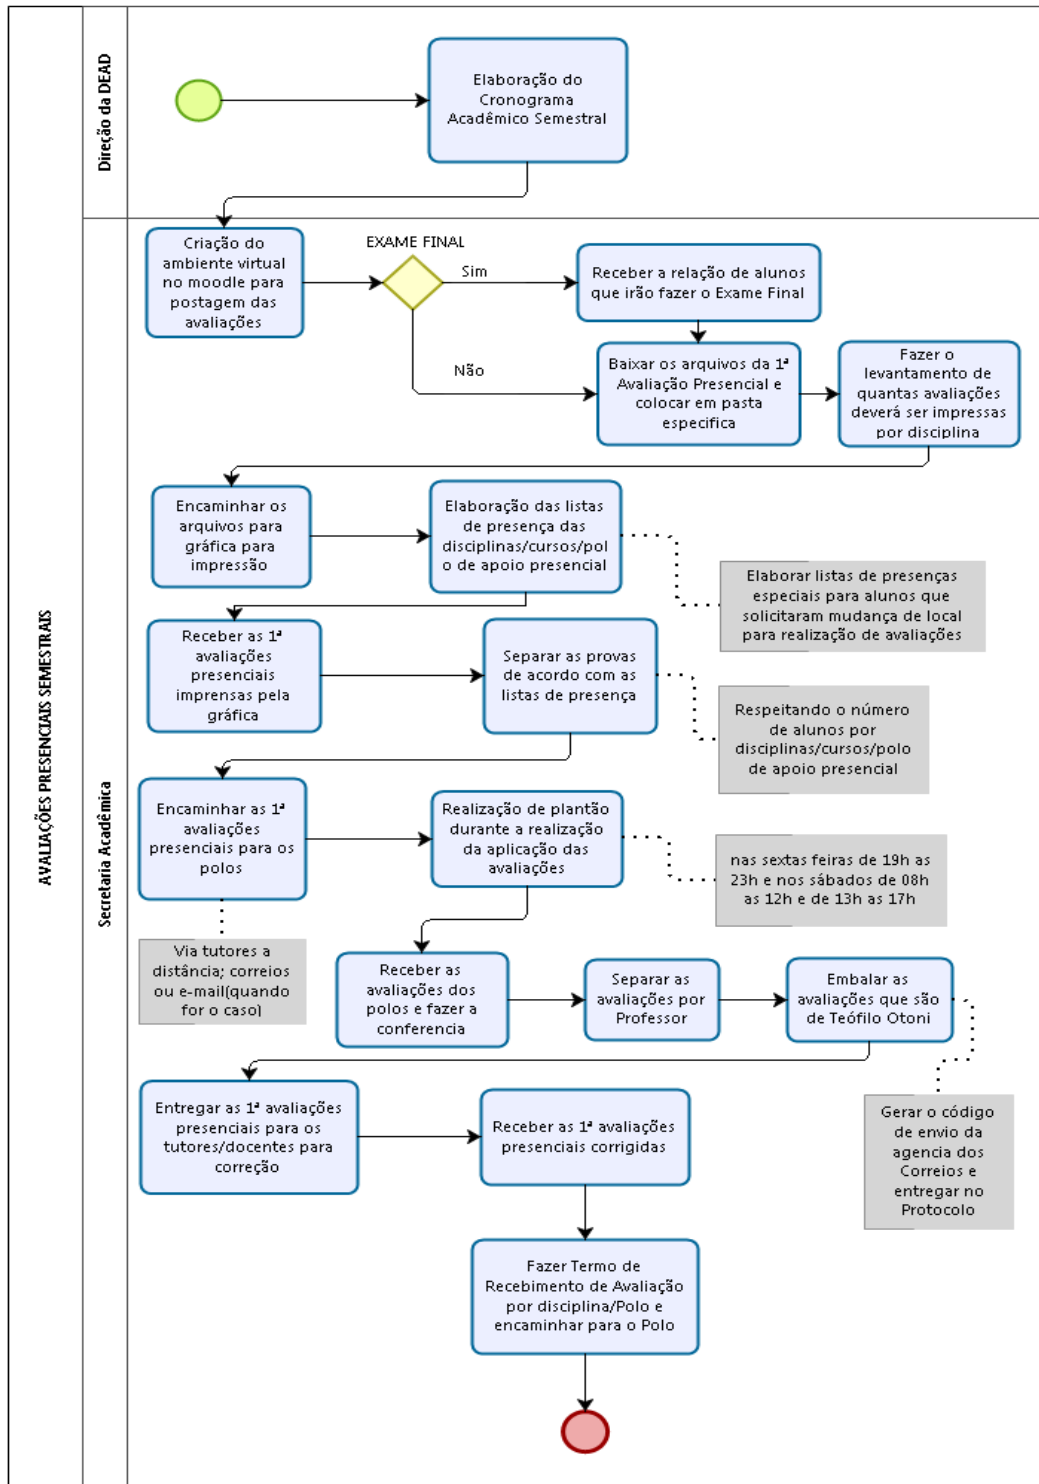 AVALIAÇÕES PRESENCIAIS SEMESTRAIS
Direção da DEAD
Elaboração do
Cronograma
Acadêmico Semestral
Secretaria Acadêmica
Criação do
ambiente virtual
no moodle para
postagem das
avaliações
EXAME FINAL
Sim
Não
Receber a relação de alunos
que irão fazer o Exame Final
Baixar os arquivos da 1ª
Avaliação Presencial e
colocar em pasta
especifica
Fazer o
levantamento de
quantas avaliações
deverá ser impressas
por disciplina
Encaminhar os
arquivos para
gráfica para
impressão
Elaboração das listas
de presença das
disciplinas/cursos/pol
o de apoio presencial
Elaborar listas de presenças
especiais para alunos que
solicitaram mudança de local
para realização de avaliações
Receber as 1ª
avaliações
presenciais
imprensas pela
gráfica
Separar as provas
de acordo com as
listas de presença
Respeitando o número
de alunos por
disciplinas/cursos/polo
de apoio presencial
Encaminhar as 1ª
avaliações
presenciais para os
polos
Realização de plantão
durante a realização
da aplicação das
avaliações
nas sextas feiras de 19h as
23h e nos sábados de 08h
as 12h e de 13h as 17h
Via tutores a
distância; correios
ou e-mail(quando
for o caso)
Receber as
avaliações dos
polos e fazer a
conferencia
Separar as
avaliações por
Professor
Embalar as
avaliações que são
de Teófilo Otoni
Entregar as 1ª avaliações
presenciais para os
tutores/docentes para
correção
Receber as 1ª avaliações
presenciais corrigidas
Gerar o código
de envio da
agencia dos
Correios e
entregar no
Protocolo
Fazer Termo de
Recebimento de Avaliação
por disciplina/Polo e
encaminhar para o Polo